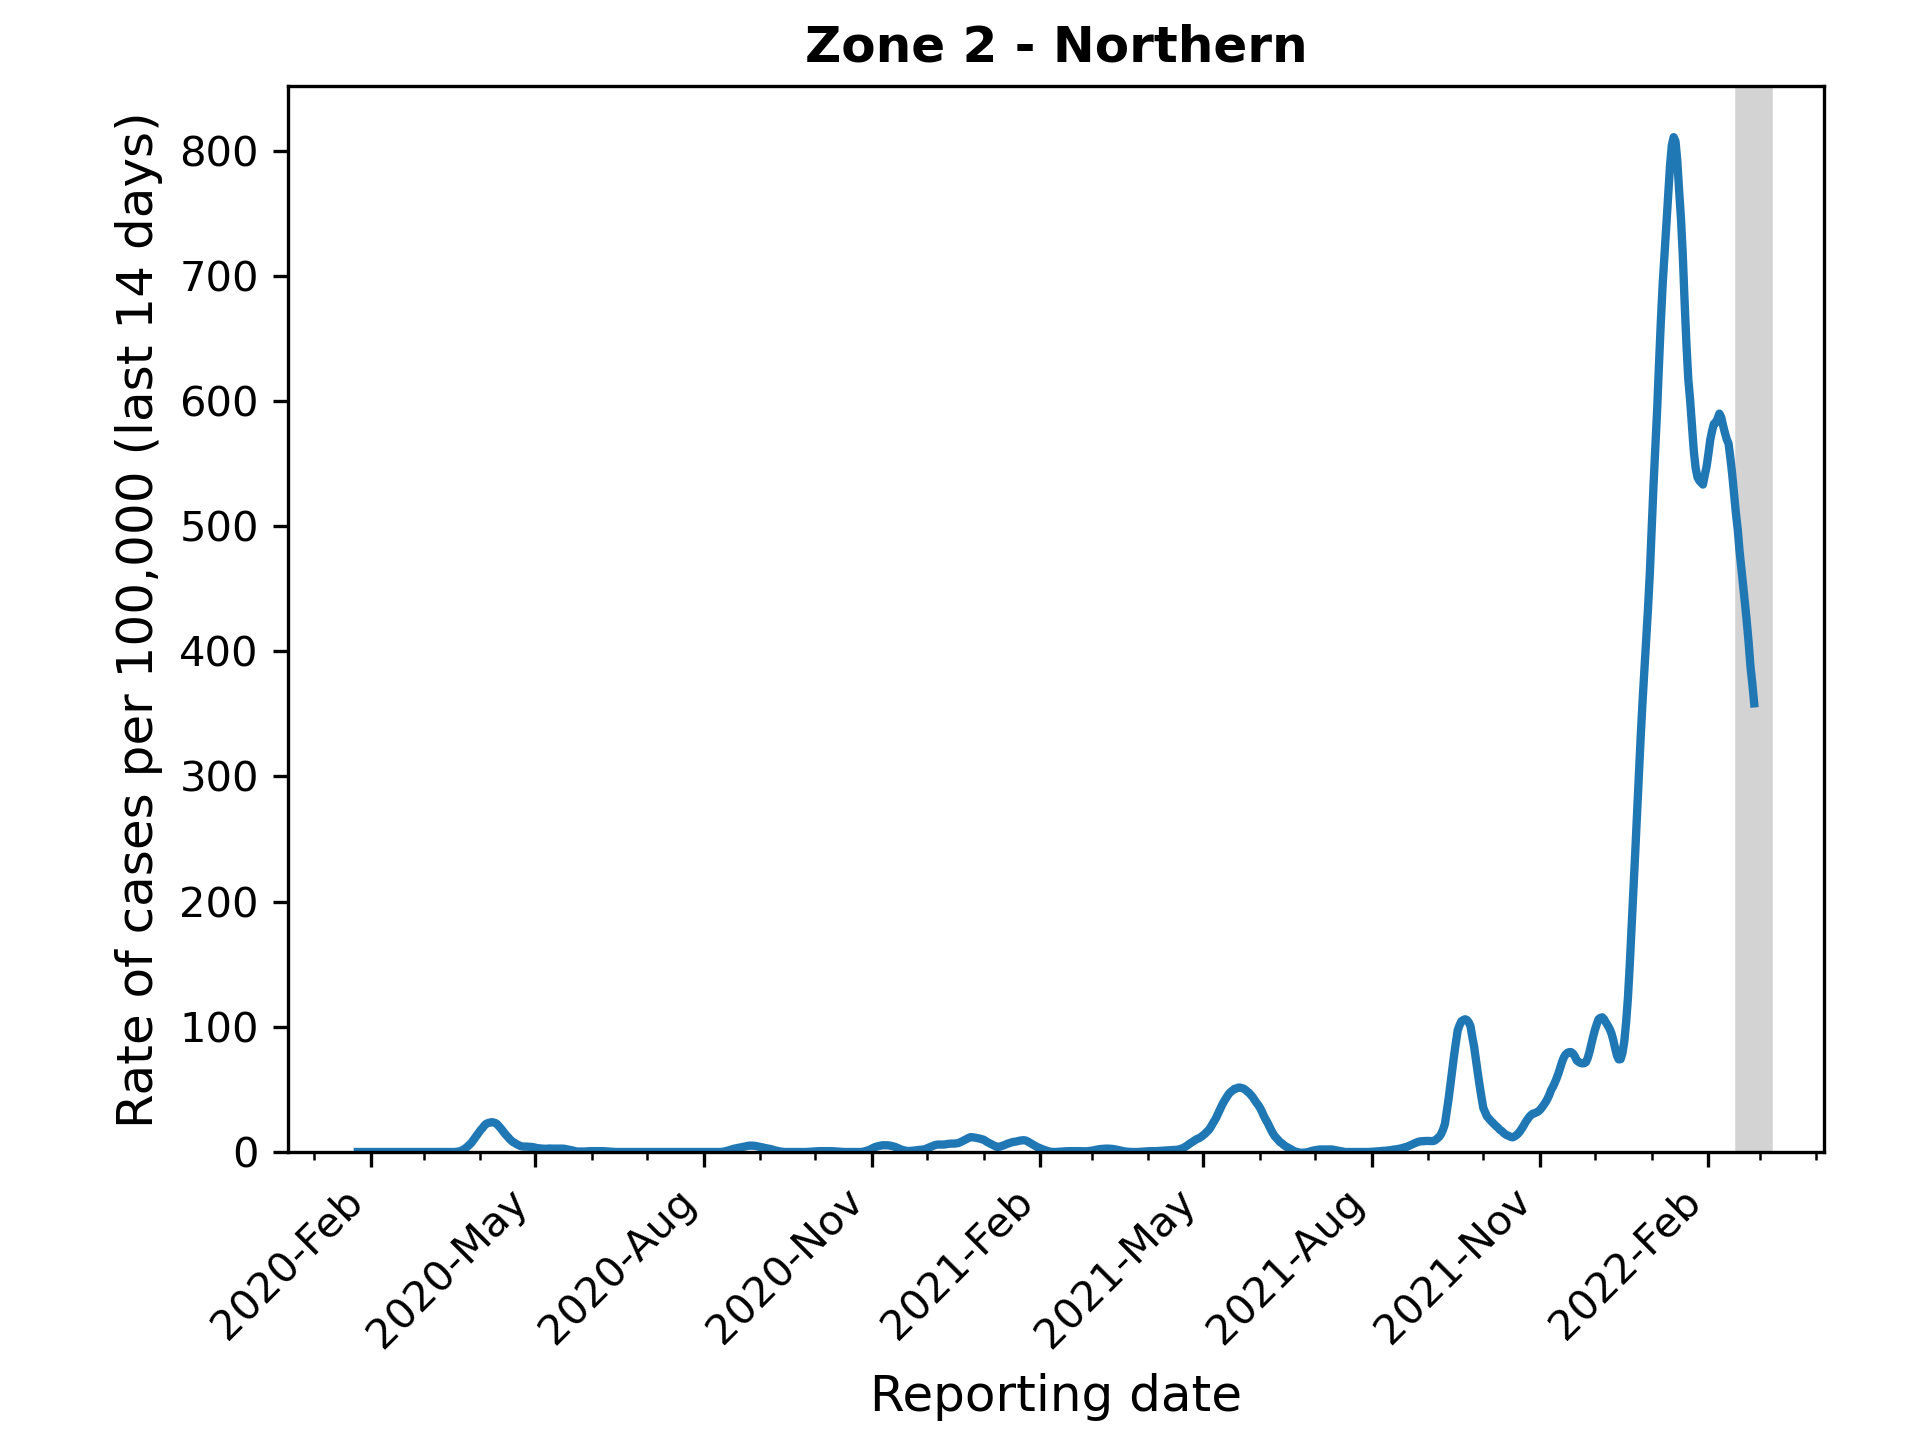 Zone 2 - Northern
Rate of cases per 100,000 (last 14 days)
800
700
600
500
400
300
200
100
0
2020-Feb
2020-May
2020-Aug
2020-Nov
2021-Feb
2021-May
2021-Aug
2021-Nov
2022-Feb
Reporting date